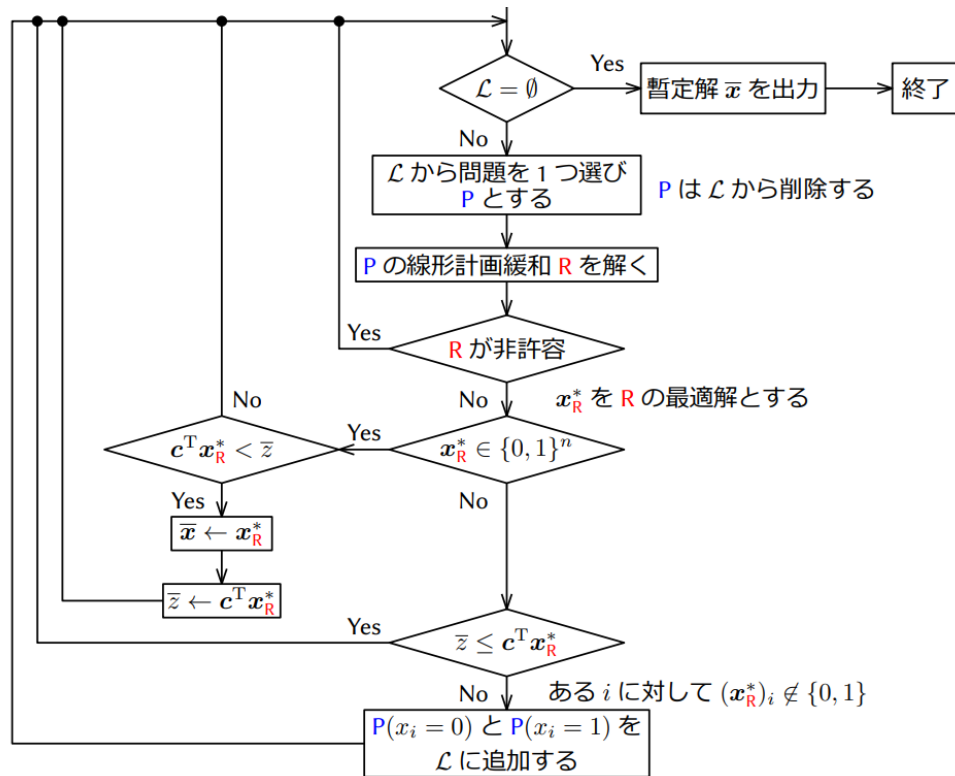 ℒ = ∅
Yes
暫定解 x̅ を出力
終了
No
ℒ から問題を 1 つ選び
P とする
P は ℒ から削除する
P の線形計画緩和 R を解く
Yes
R が非許容
No
x*_R を R の最適解とする
No
cᵀx*_R < z̅
Yes
x*_R ∈ {0, 1}ⁿ
Yes
No
x̅ ← x*_R
z̅ ← cᵀx*_R
Yes
z̅ ≤ cᵀx*_R
No
ある i に対して (x*_R)_i ∉ {0, 1}
P(x_i = 0) と P(x_i = 1) を
ℒ に追加する